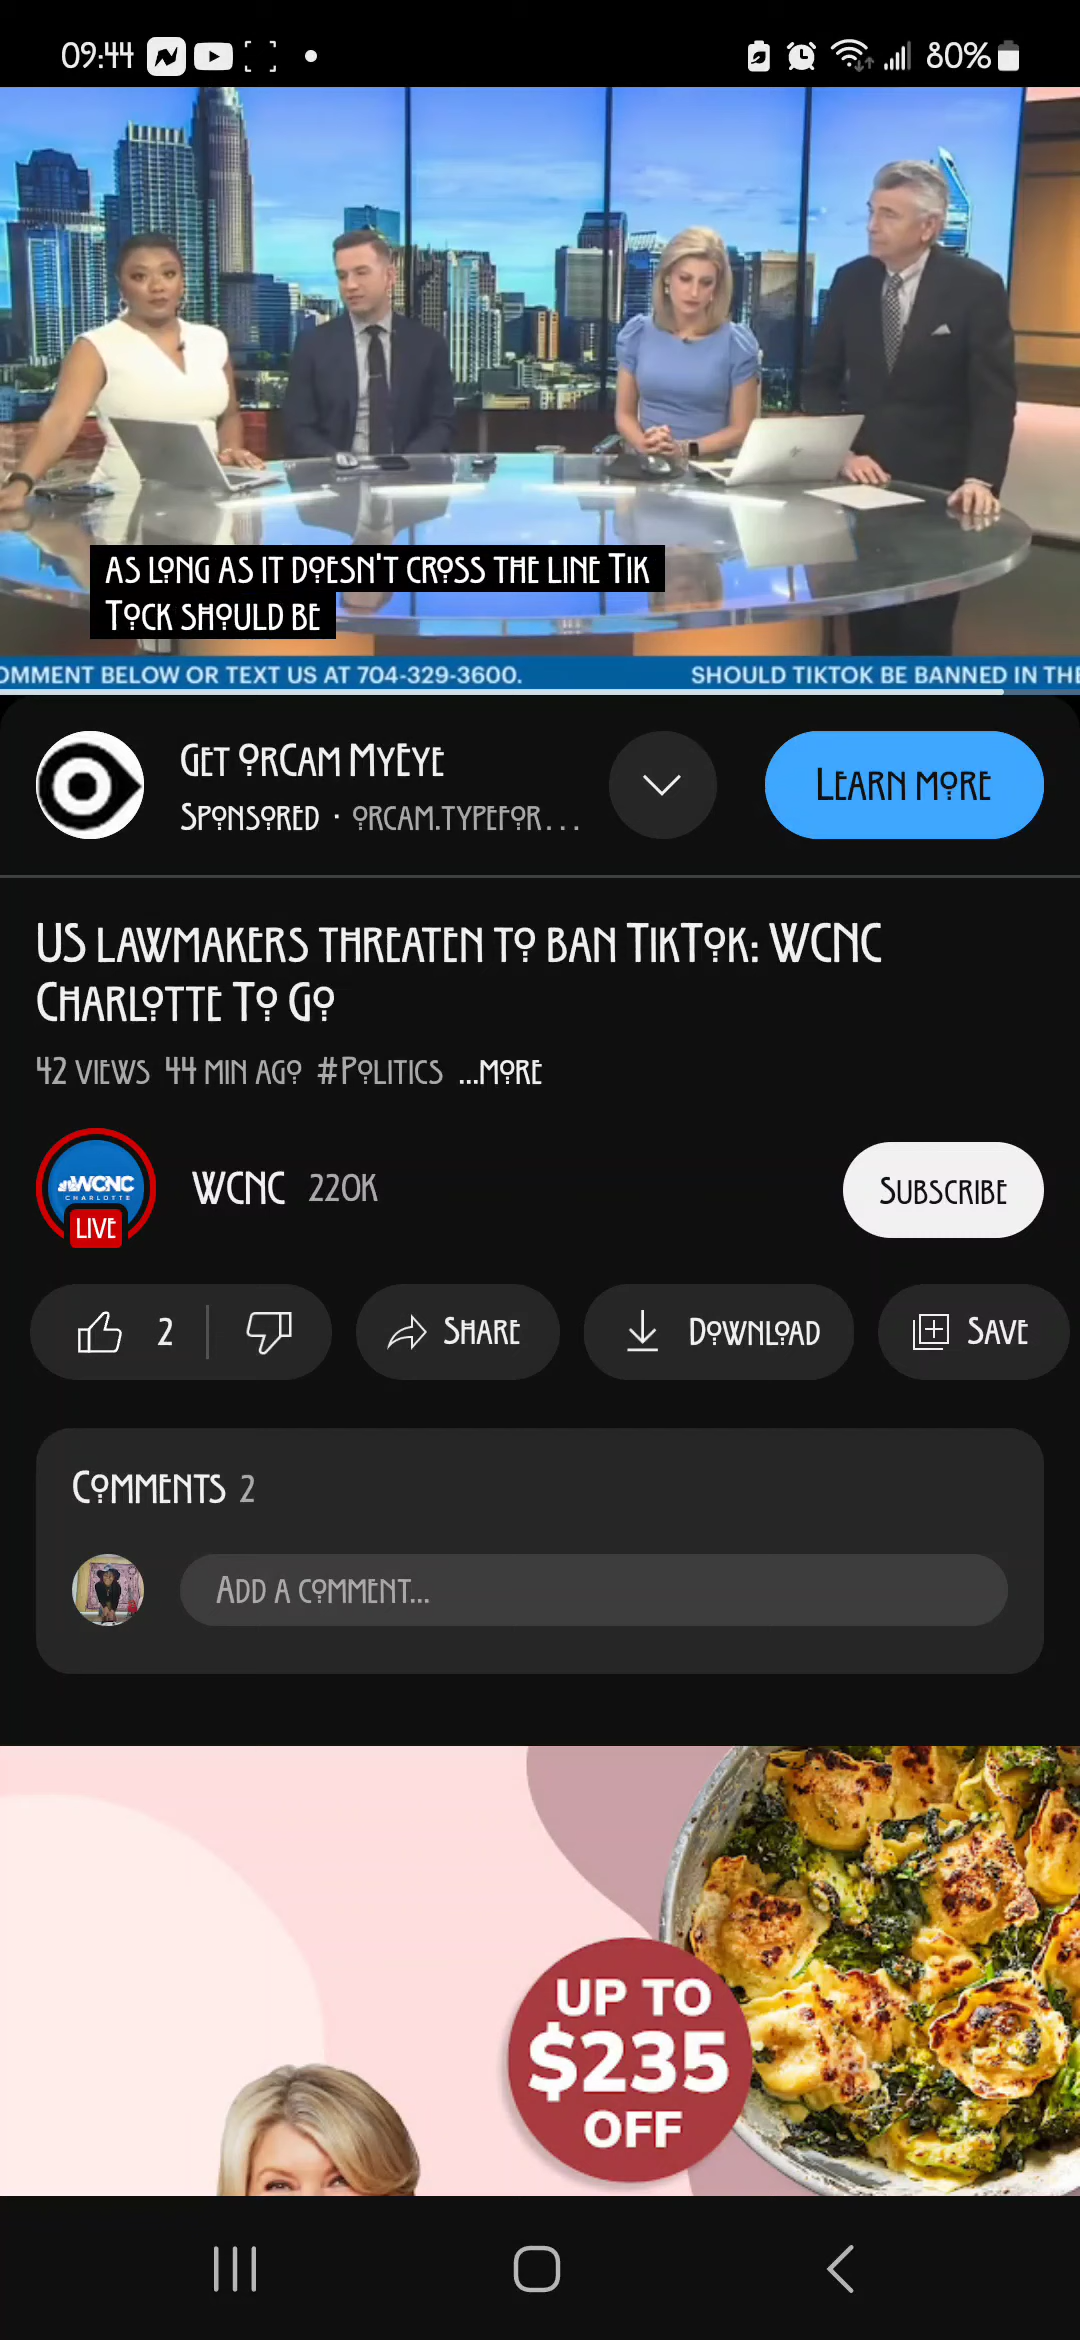 09:44
80%
AS LONG AS IT DOESN'T CROSS THE LINE TIK
TOCK SHOULD BE
OMMENT BELOW OR TEXT US AT 704-329-3600. SHOULD TIKTOK BE BANNED IN THE
GET ORCAM MYEYE
SPONSORED · ORCAM.TYPEFOR...
LEARN MORE
US LAWMAKERS THREATEN TO BAN TIKTOK: WCNC
CHARLOTTE TO GO
42 VIEWS 44 MIN AGO #POLITICS ...MORE
WCNC
CHARLOTTE
LIVE
WCNC 220K
SUBSCRIBE
2
SHARE
DOWNLOAD
SAVE
COMMENTS 2
ADD A COMMENT...
UP TO
$235
OFF